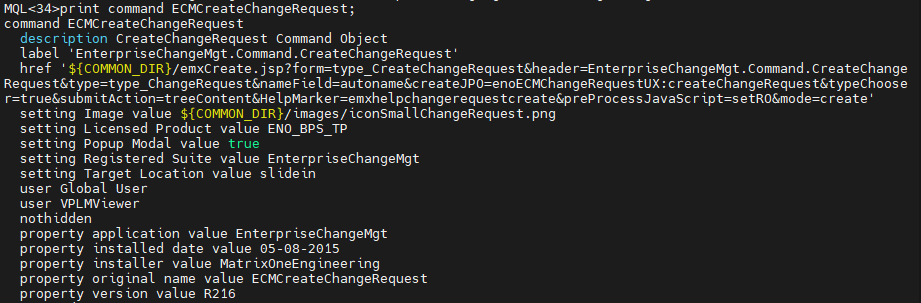 MQL<34>print command ECMCreateChangeRequest;
command ECMCreateChangeRequest
description CreateChangeRequest Command Object
label 'EnterpriseChangeMgt.Command.CreateChangeRequest'
href '${COMMON_DIR}/emxCreate.jsp?form=type_CreateChangeRequest&header=EnterpriseChangeMgt.Command.CreateChange
Request&type=type_ChangeRequest&nameField=autoname&createJPO=enoECMChangeRequestUX:createChangeRequest&typeChoose
r=true&submitAction=treeContent&HelpMarker=emxhelpchangerequestcreate&preProcessJavaScript=setRO&mode=create'
setting Image value ${COMMON_DIR}/images/iconSmallChangeRequest.png
setting Licensed Product value ENO_BPS_TP
setting Popup Modal value true
setting Registered Suite value EnterpriseChangeMgt
setting Target Location value slidein
user Global User
user VPLMViewer
nothidden
property application value EnterpriseChangeMgt
property installed date value 05-08-2015
property installer value MatrixOneEngineering
property original name value ECMCreateChangeRequest
property version value R216